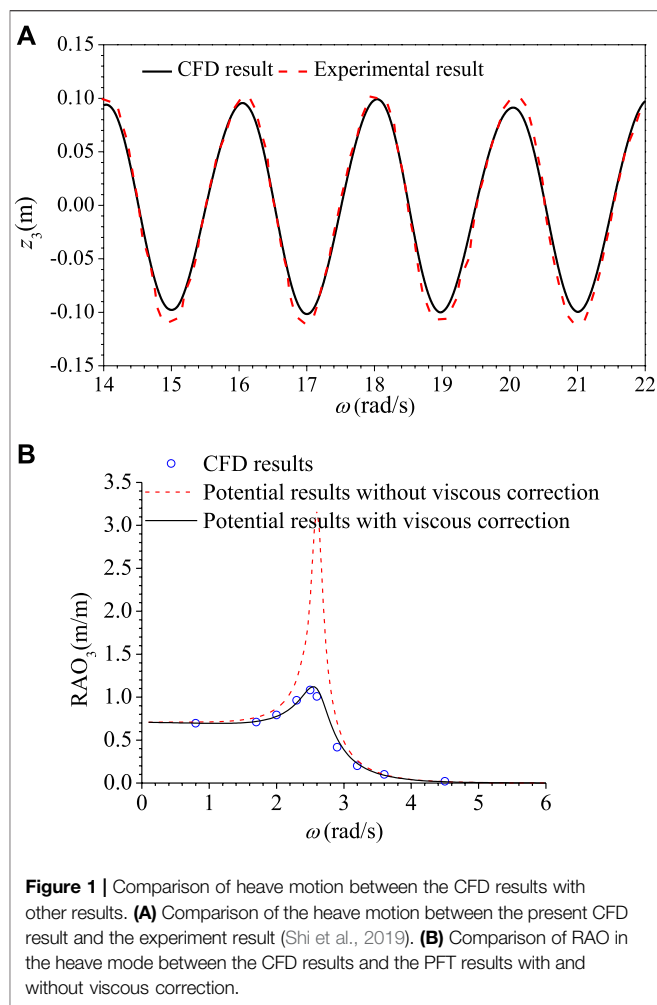 A
0.15
0.10
0.05
0.00
-0.05
-0.10
-0.15
z3(m)
CFD result
Experimental result
14 15 16 17 18 19 20 21 22
ω(rad/s)
B
CFD results
Potential results without viscous correction
Potential results with viscous correction
3.5
3.0
2.5
2.0
1.5
1.0
0.5
0.0
RAO3(m/m)
0 1 2 3 4 5 6
ω(rad/s)
Figure 1 | Comparison of heave motion between the CFD results with
other results. (A) Comparison of the heave motion between the present CFD
result and the experiment result (Shi et al., 2019). (B) Comparison of RAO in
the heave mode between the CFD results and the PFT results with and
without viscous correction.